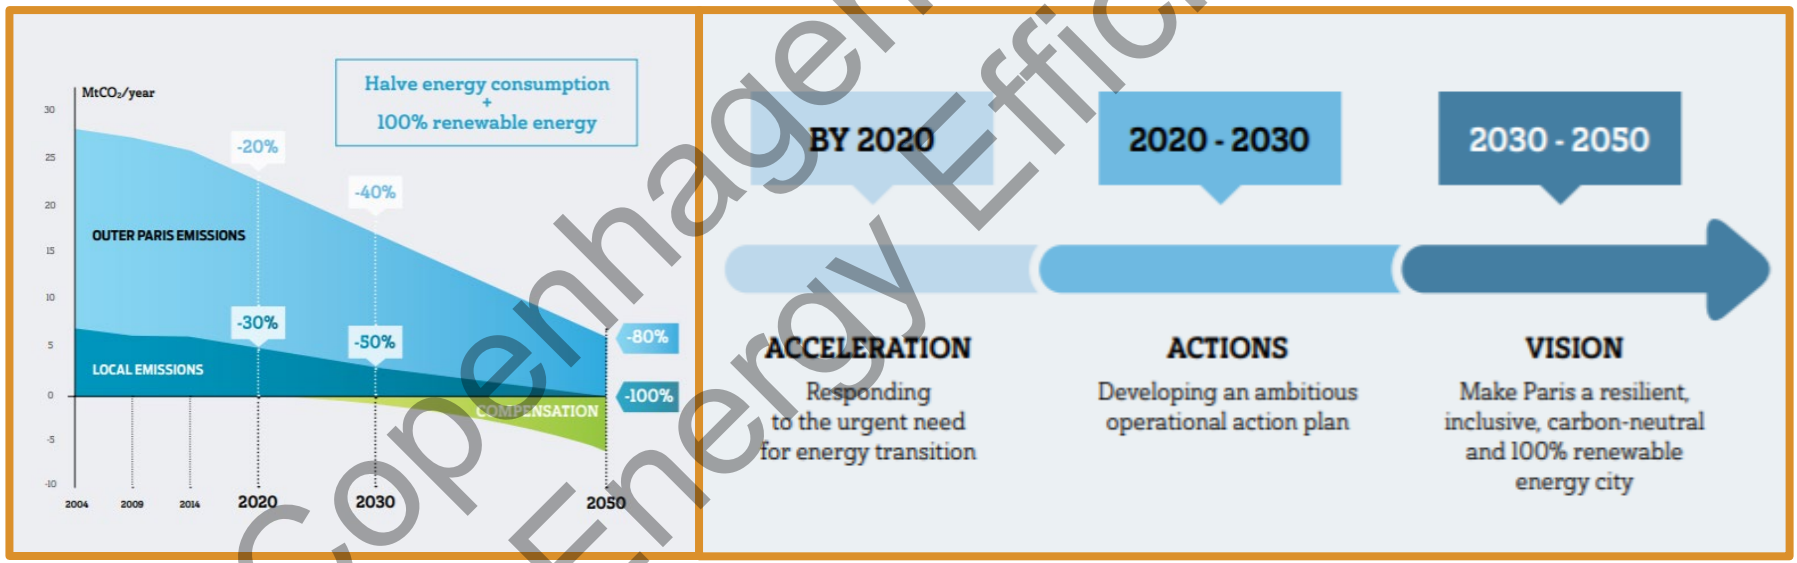 MtCO₂/year
Halve energy consumption
+
100% renewable energy
30
25
20
15
10
5
0
-5
-10
-20%
-40%
OUTER PARIS EMISSIONS
-30%
-50%
-80%
LOCAL EMISSIONS
-100%
COMPENSATION
2004
2009
2014
2020
2030
2050
BY 2020
2020 - 2030
2030 - 2050
ACCELERATION
Responding
to the urgent need
for energy transition
ACTIONS
Developing an ambitious
operational action plan
VISION
Make Paris a resilient,
inclusive, carbon-neutral
and 100% renewable
energy city
Copenhagen
Energy